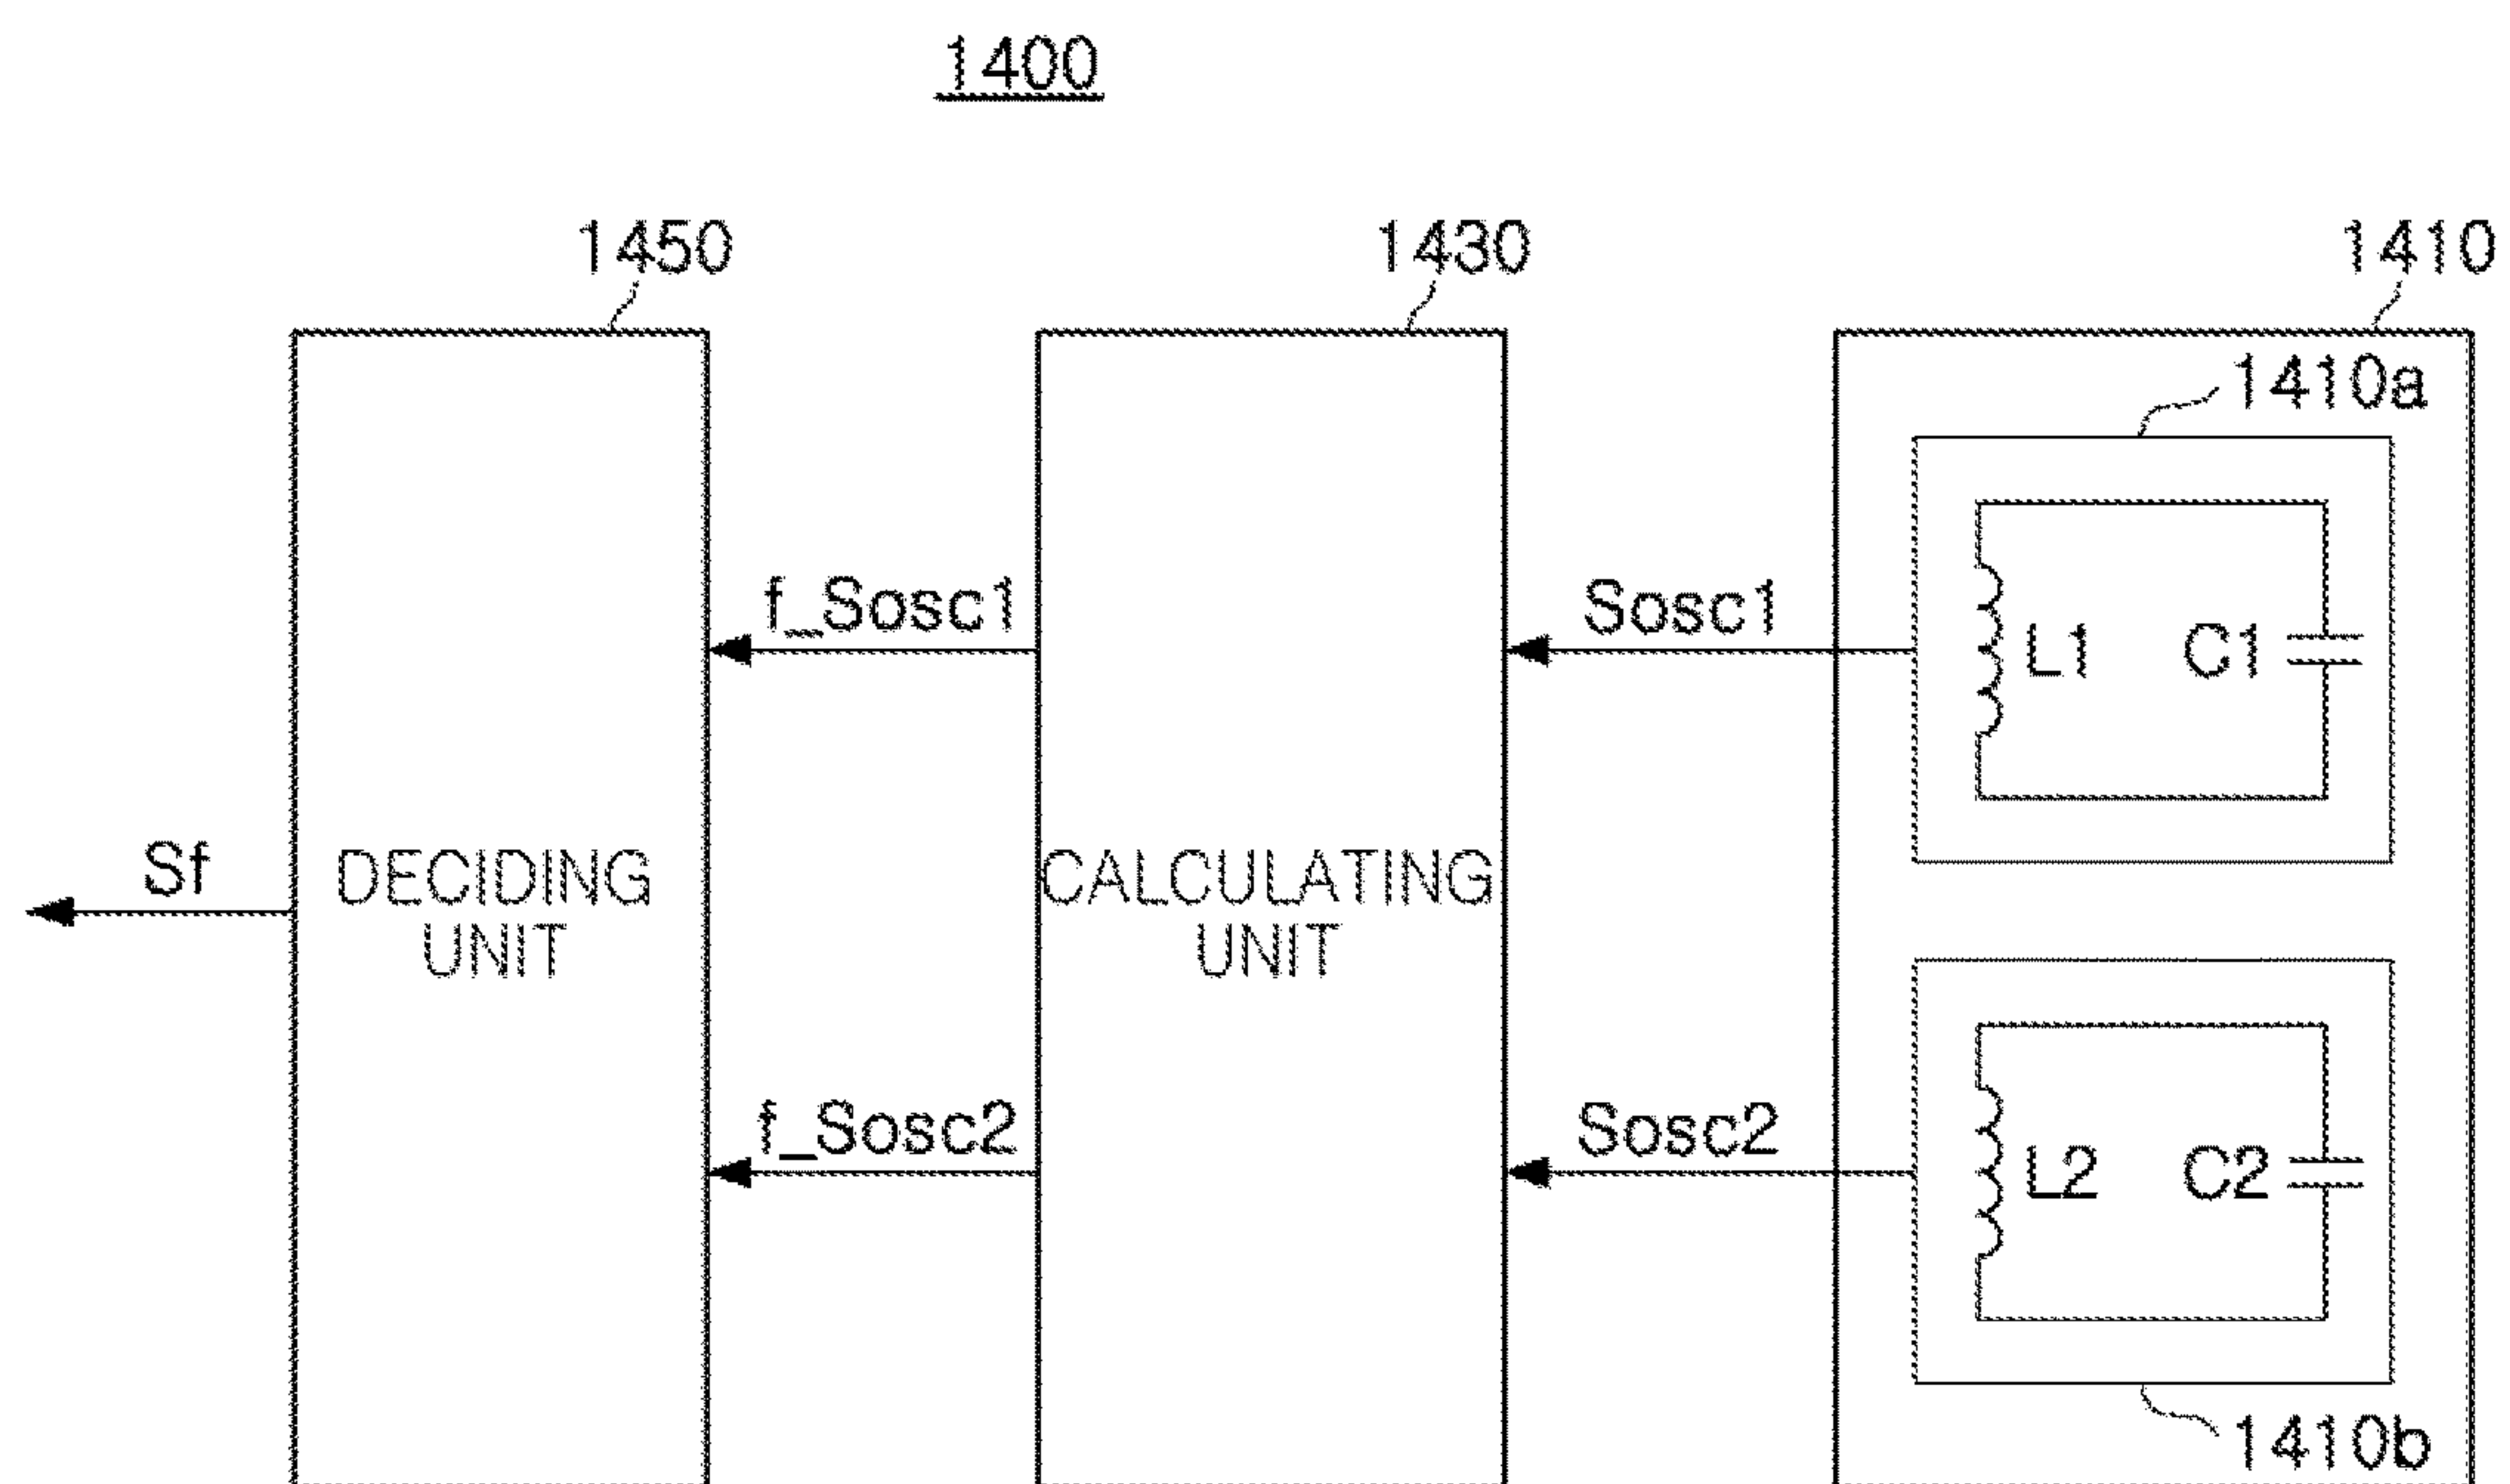 1400
1450
1430
1410
1410a
f_Sosc1
Sosc1
L1
C1
Sf
DECIDING
UNIT
CALCULATING
UNIT
f_Sosc2
Sosc2
L2
C2
1410b